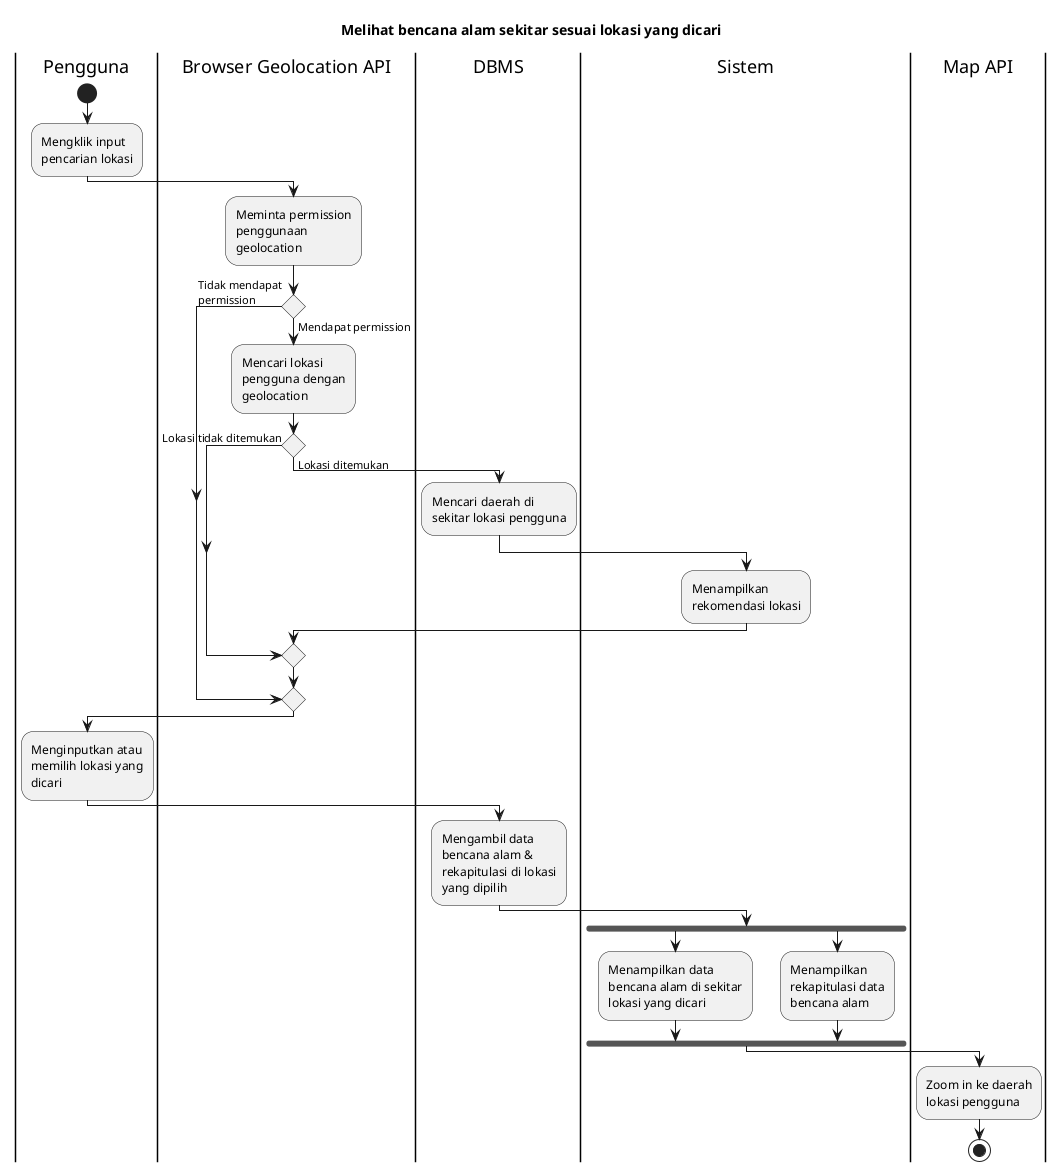 Melihat bencana alam sekitar sesuai lokasi yang dicari
Pengguna
Browser Geolocation API
DBMS
Sistem
Map API
Mengklik input
pencarian lokasi
Meminta permission
penggunaan
geolocation
Tidak mendapat
permission
Mendapat permission
Mencari lokasi
pengguna dengan
geolocation
Lokasi tidak ditemukan
Lokasi ditemukan
Mencari daerah di
sekitar lokasi pengguna
Menampilkan
rekomendasi lokasi
Menginputkan atau
memilih lokasi yang
dicari
Mengambil data
bencana alam &
rekapitulasi di lokasi
yang dipilih
Menampilkan data
bencana alam di sekitar
lokasi yang dicari
Menampilkan
rekapitulasi data
bencana alam
Zoom in ke daerah
lokasi pengguna